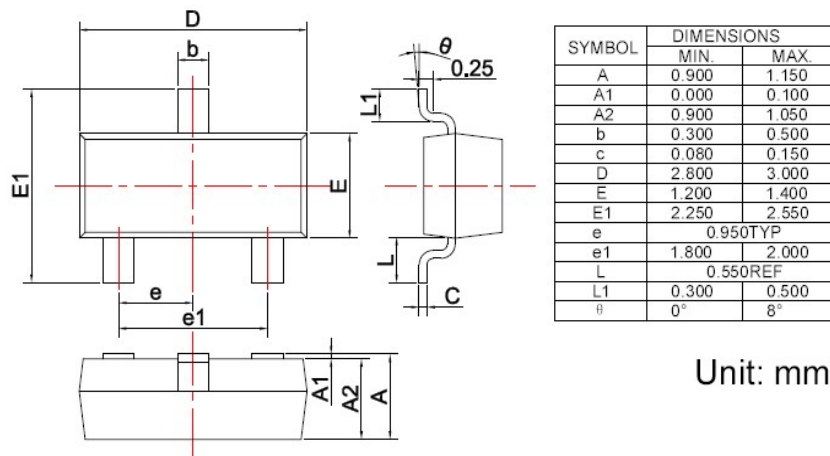 D
b
θ
0.25
L1
E1
E
L
C
e
e1
A1
A2
A
SYMBOL DIMENSIONS
MIN. MAX.
A 0.900 1.150
A1 0.000 0.100
A2 0.900 1.050
b 0.300 0.500
c 0.080 0.150
D 2.800 3.000
E 1.200 1.400
E1 2.250 2.550
e 0.950TYP
e1 1.800 2.000
L 0.550REF
L1 0.300 0.500
θ 0° 8°
Unit: mm